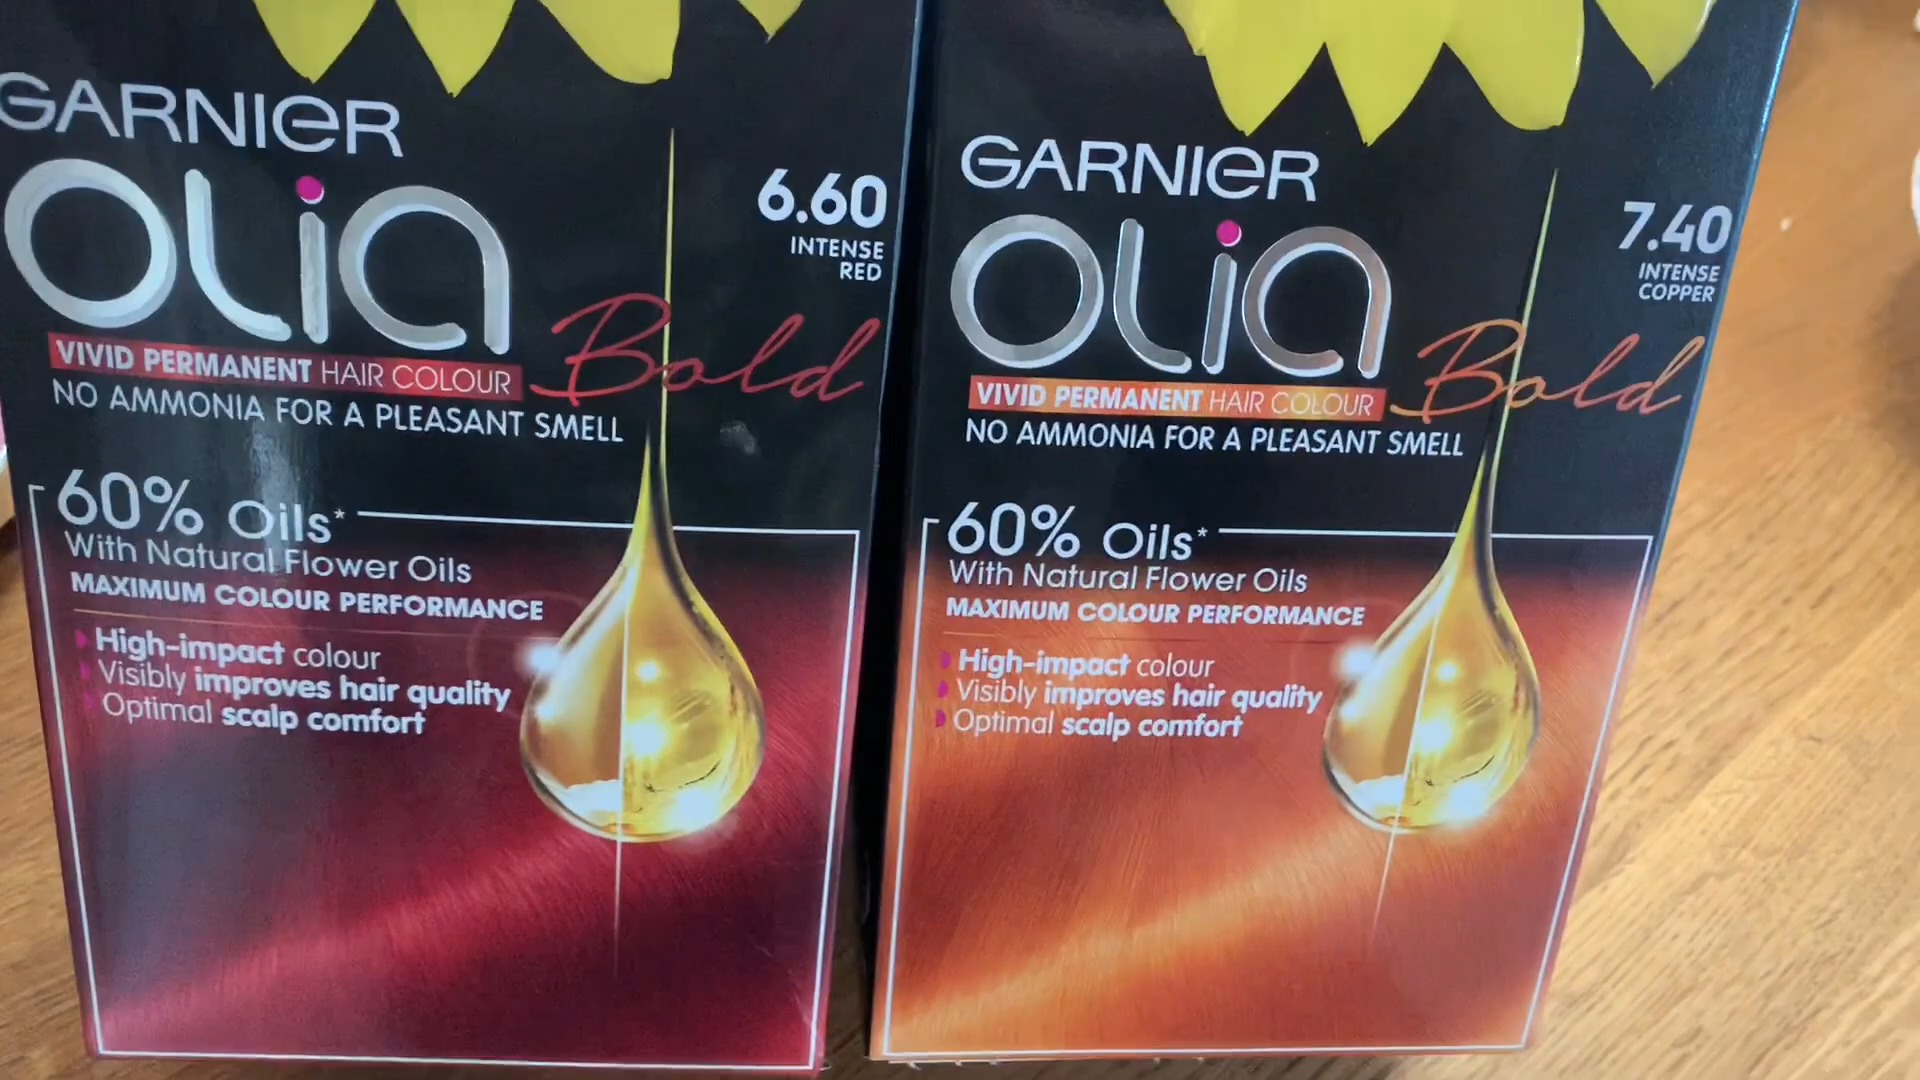 GARNIER
OLIA
6.60
INTENSE
RED
Bold
VIVID PERMANENT HAIR COLOUR
NO AMMONIA FOR A PLEASANT SMELL
60% Oils*
With Natural Flower Oils
MAXIMUM COLOUR PERFORMANCE
High-impact colour
Visibly improves hair quality
Optimal scalp comfort
GARNIER
OLIA
7.40
INTENSE
COPPER
Bold
VIVID PERMANENT HAIR COLOUR
NO AMMONIA FOR A PLEASANT SMELL
60% Oils*
With Natural Flower Oils
MAXIMUM COLOUR PERFORMANCE
High-impact colour
Visibly improves hair quality
Optimal scalp comfort